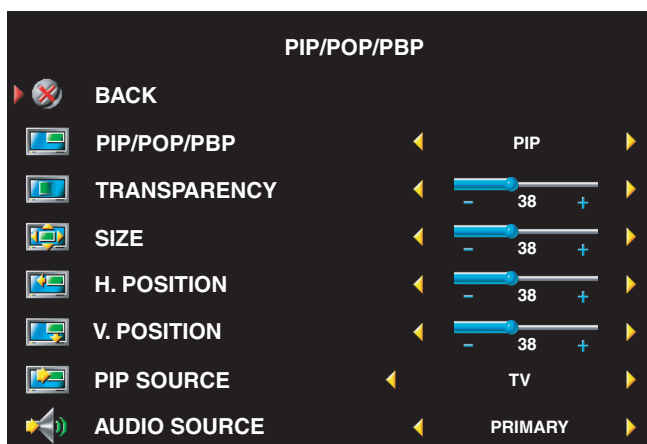 PIP/POP/PBP
BACK
PIP/POP/PBP PIP
TRANSPARENCY - 38 +
SIZE - 38 +
H. POSITION - 38 +
V. POSITION - 38 +
PIP SOURCE TV
AUDIO SOURCE PRIMARY